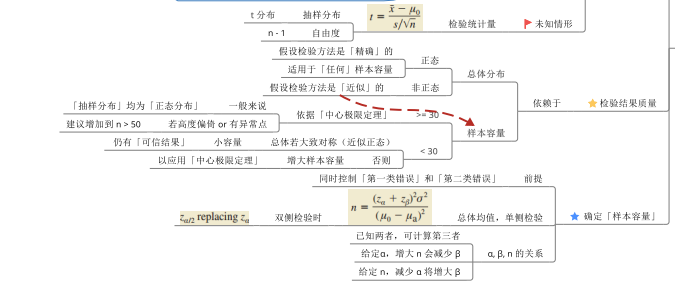 t 分布
抽样分布
n - 1
自由度
t = x̄ − μ₀ / s/√n
检验统计量
未知情形
假设检验方法是「精确」的
适用于「任何」样本容量
正态
假设检验方法是「近似」的
非正态
总体分布
「抽样分布」均为「正态分布」
一般来说
建议增加到 n > 50
若高度偏倚 or 有异常点
依据「中心极限定理」
>= 30
仍有「可信结果」
小容量
总体若大致对称（近似正态）
以应用「中心极限定理」
增大样本容量
否则
< 30
样本容量
依赖于
检验结果质量
同时控制「第一类错误」和「第二类错误」
前提
zα/2 replacing zα
双侧检验时
n = (zα + zβ)²σ² / (μ₀ − μa)²
总体均值，单侧检验
已知两者，可计算第三者
给定α，增大 n 会减少 β
给定 n，减少 α 将增大 β
α, β, n 的关系
确定「样本容量」